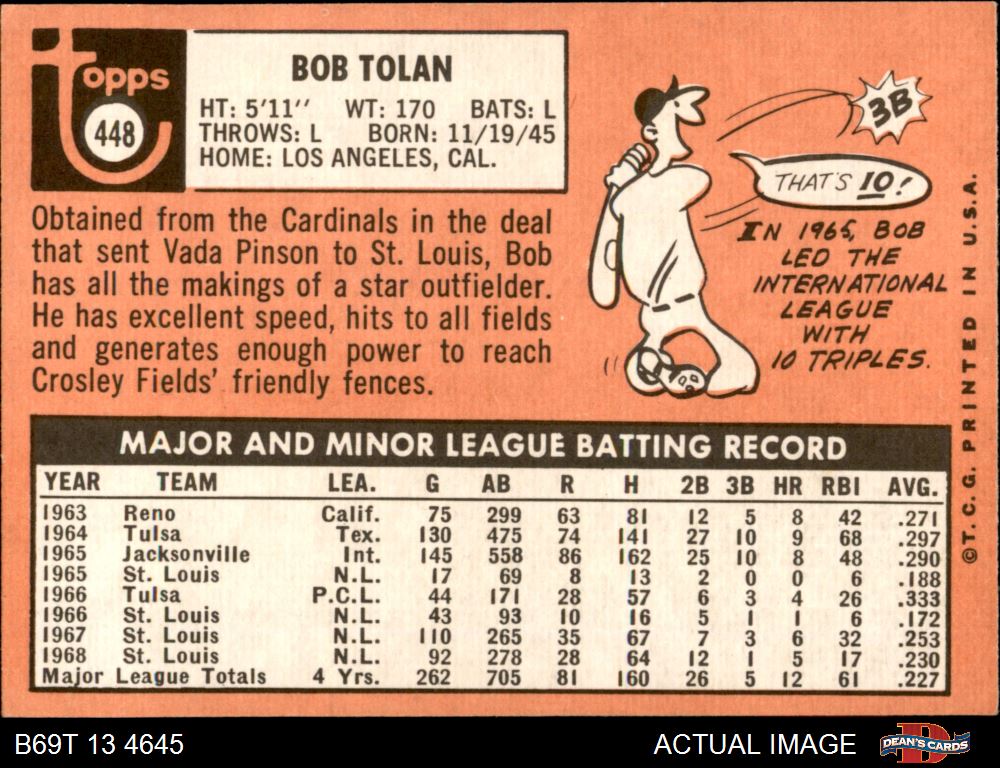 topps
448
BOB TOLAN
HT: 5'11'' WT: 170 BATS: L
THROWS: L BORN: 11/19/45
HOME: LOS ANGELES, CAL.
Obtained from the Cardinals in the deal
that sent Vada Pinson to St. Louis, Bob
has all the makings of a star outfielder.
He has excellent speed, hits to all fields
and generates enough power to reach
Crosley Fields' friendly fences.
3B
THAT'S 10!
IN 1965, BOB
LED THE
INTERNATIONAL
LEAGUE
WITH
10 TRIPLES.
©T.C.G. PRINTED IN U.S.A.
MAJOR AND MINOR LEAGUE BATTING RECORD
YEAR TEAM LEA. G AB R H 2B 3B HR RBI AVG.
1963 Reno Calif. 75 299 63 81 12 5 8 42 .271
1964 Tulsa Tex. 130 475 74 141 27 10 9 68 .297
1965 Jacksonville Int. 145 558 86 162 25 10 8 48 .290
1965 St. Louis N.L. 17 69 8 13 2 0 0 6 .188
1966 Tulsa P.C.L. 44 171 28 57 6 3 4 26 .333
1966 St. Louis N.L. 43 93 10 16 5 1 1 6 .172
1967 St. Louis N.L. 110 265 35 67 7 3 6 32 .253
1968 St. Louis N.L. 92 278 28 64 12 1 5 17 .230
Major League Totals 4 Yrs. 262 705 81 160 26 5 12 61 .227
B69T 13 4645
ACTUAL IMAGE
DEAN'S CARDS